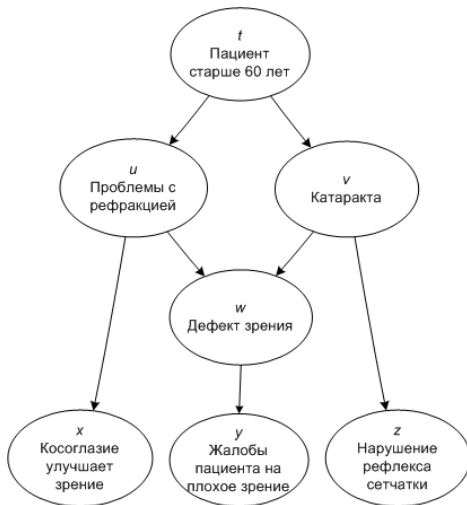 t
Пациент
старше 60 лет
u
Проблемы с
рефракцией
v
Катаракта
w
Дефект зрения
x
Косоглазие
улучшает
зрение
y
Жалобы
пациента на
плохое зрение
z
Нарушение
рефлекса
сетчатки